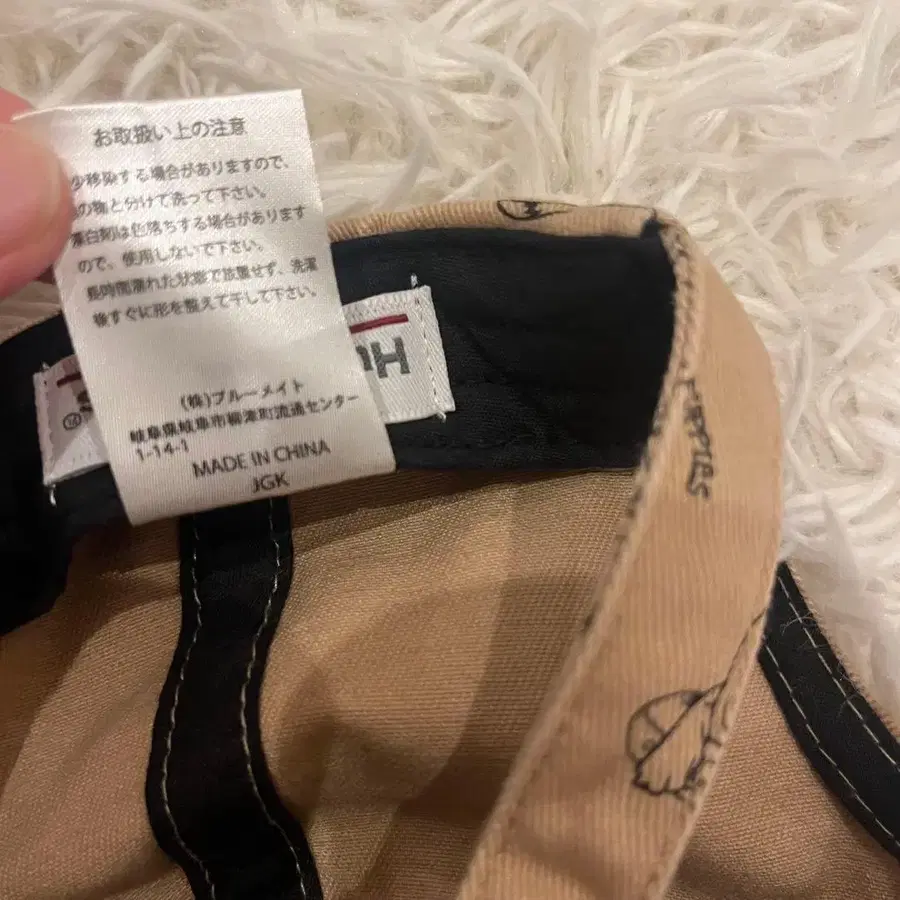 お取扱い上の注意
少移染する場合がありますので、
の物と分けて洗って下さい。
漂白剤は色落ちする場合があります
ので、使用しないで下さい。
長時間濡れた状態で放置せず、洗濯
後すぐに形を整えて干して下さい。
(株)ブルーメイト
岐阜県岐阜市柳津町流通センター
1-14-1
MADE IN CHINA
JGK
Hu
s®
PUPPIES